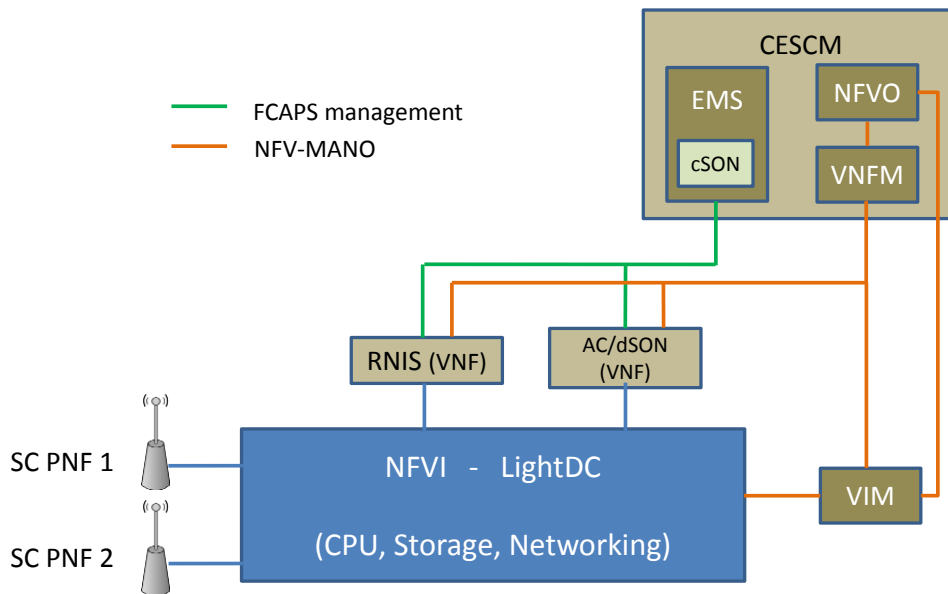 CESCM
EMS
NFVO
cSON
VNFM
FCAPS management
NFV-MANO
RNIS (VNF)
AC/dSON
(VNF)
SC PNF 1
NFVI - LightDC
VIM
SC PNF 2
(CPU, Storage, Networking)